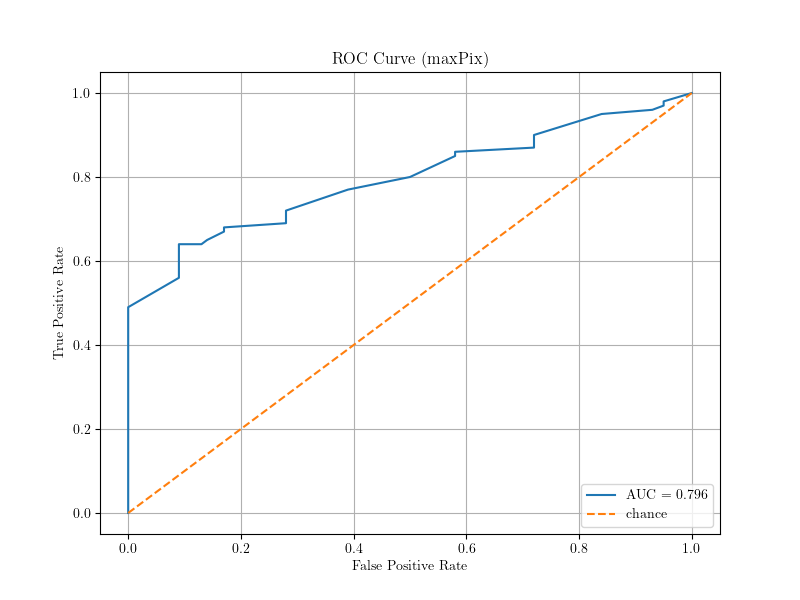 ROC Curve (maxPix)
True Positive Rate
1.0
0.8
0.6
0.4
0.2
0.0
0.0 0.2 0.4 0.6 0.8 1.0
False Positive Rate
AUC = 0.796
chance